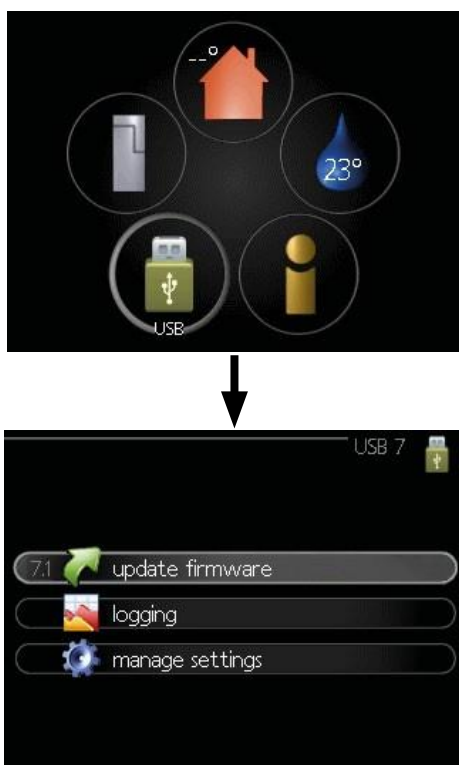 --°
23°
USB
USB 7
7.1 update firmware
logging
manage settings